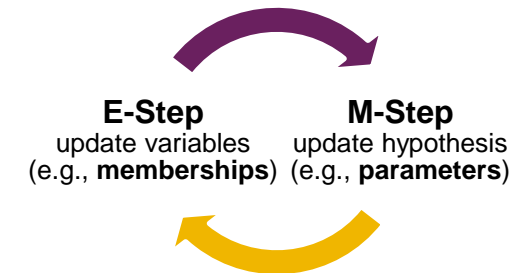 E-Step
update variables
(e.g., memberships)
M-Step
update hypothesis
(e.g., parameters)